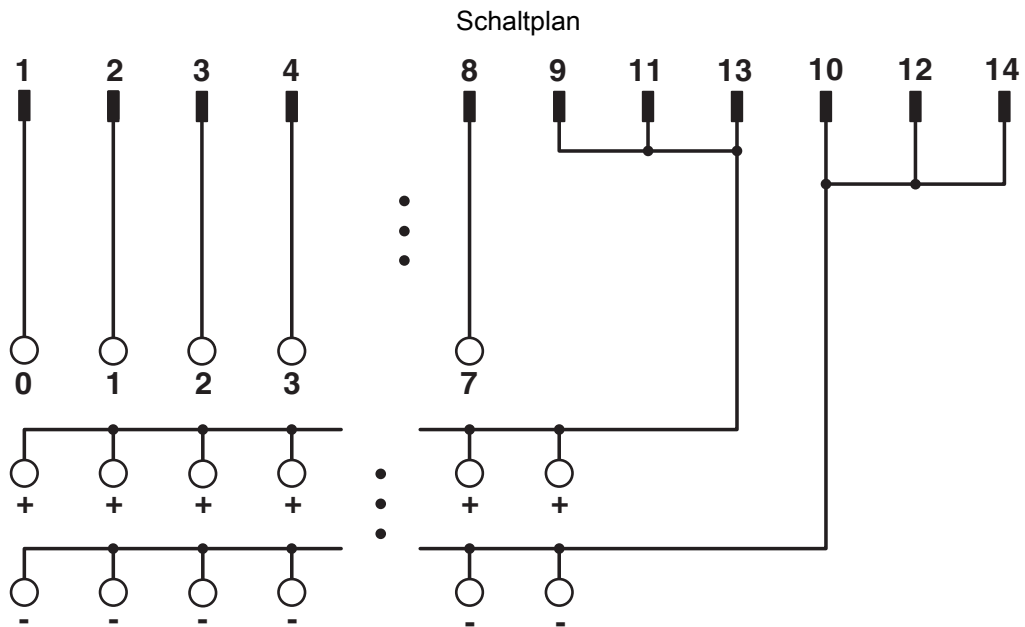 Schaltplan
1 2 3 4 8 9 11 13 10 12 14
0 1 2 3 7
+ + + + + +
- - - - - -